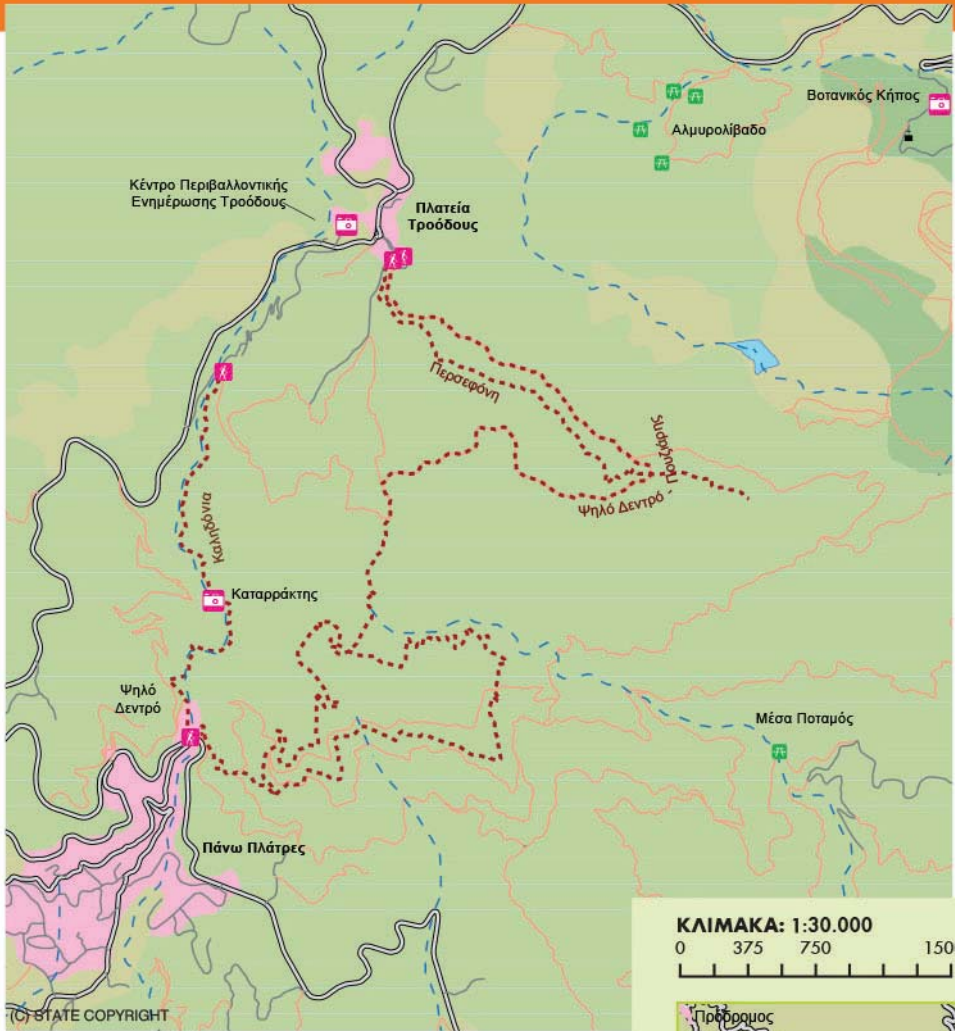 Βοτανικός Κήπος
Αλμυρολίβαδο
Κέντρο Περιβαλλοντικής
Ενημέρωσης Τροόδους
Πλατεία
Τροόδους
Περσεφόνη
Ψηλό Δεντρό - Πουζιάρης
Καληδόνια
Καταρράκτης
Ψηλό
Δεντρό
Μέσα Ποταμός
Πάνω Πλάτρες
ΚΛΙΜΑΚΑ: 1:30.000
0 375 750 150
Πρόδρομος
(C) STATE COPYRIGHT